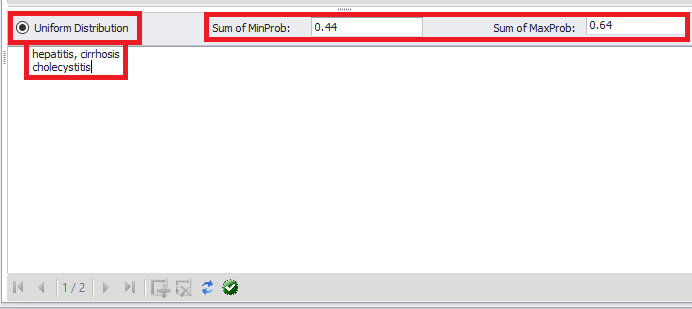 Uniform Distribution Sum of MinProb: 0.44 Sum of MaxProb: 0.64
hepatitis, cirrhosis
cholecystitis
1 / 2